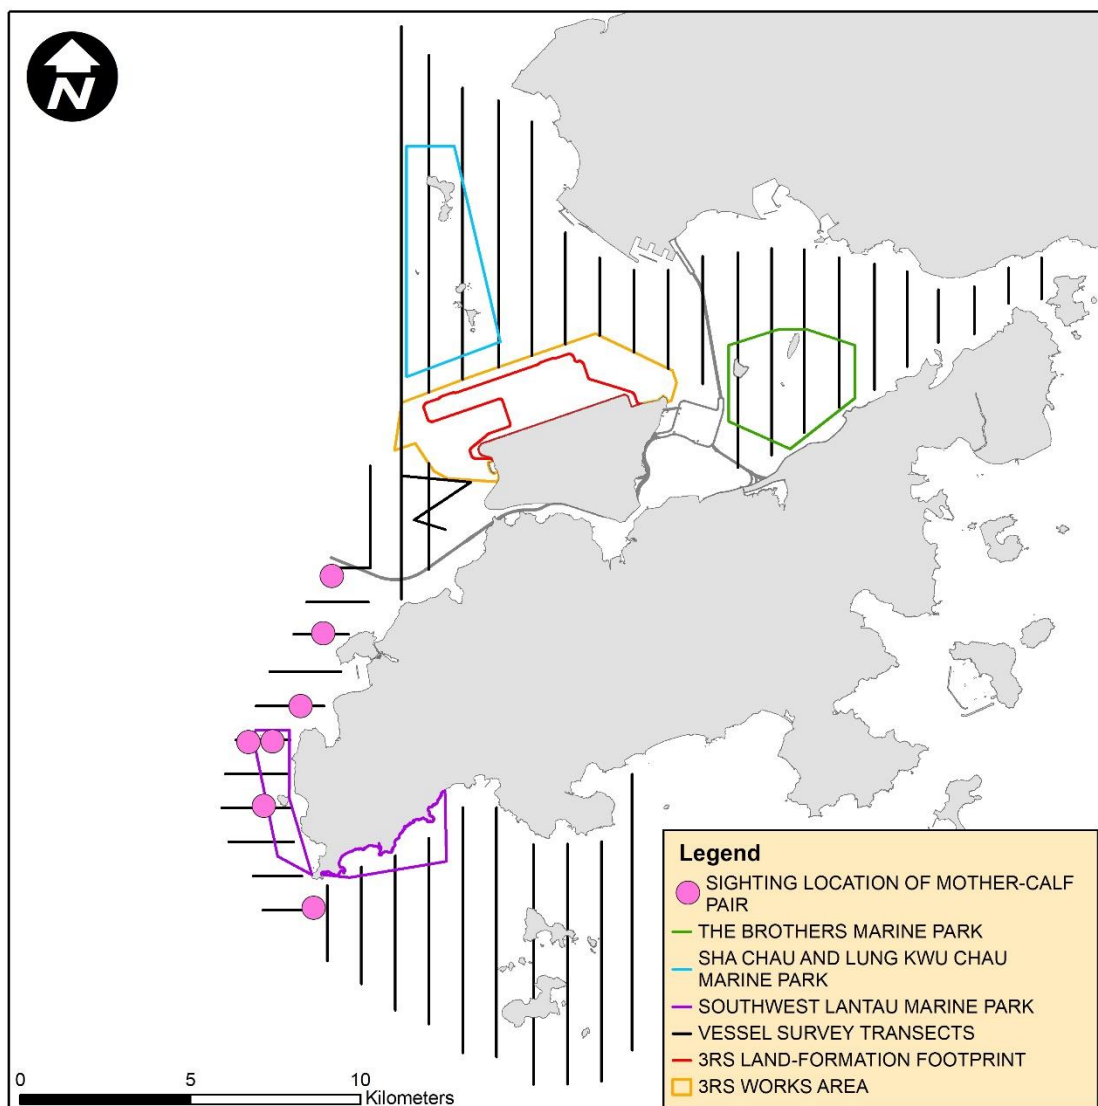 N
Legend
SIGHTING LOCATION OF MOTHER-CALF
PAIR
THE BROTHERS MARINE PARK
SHA CHAU AND LUNG KWU CHAU
MARINE PARK
SOUTHWEST LANTAU MARINE PARK
VESSEL SURVEY TRANSECTS
3RS LAND-FORMATION FOOTPRINT
3RS WORKS AREA
0 5 10
Kilometers